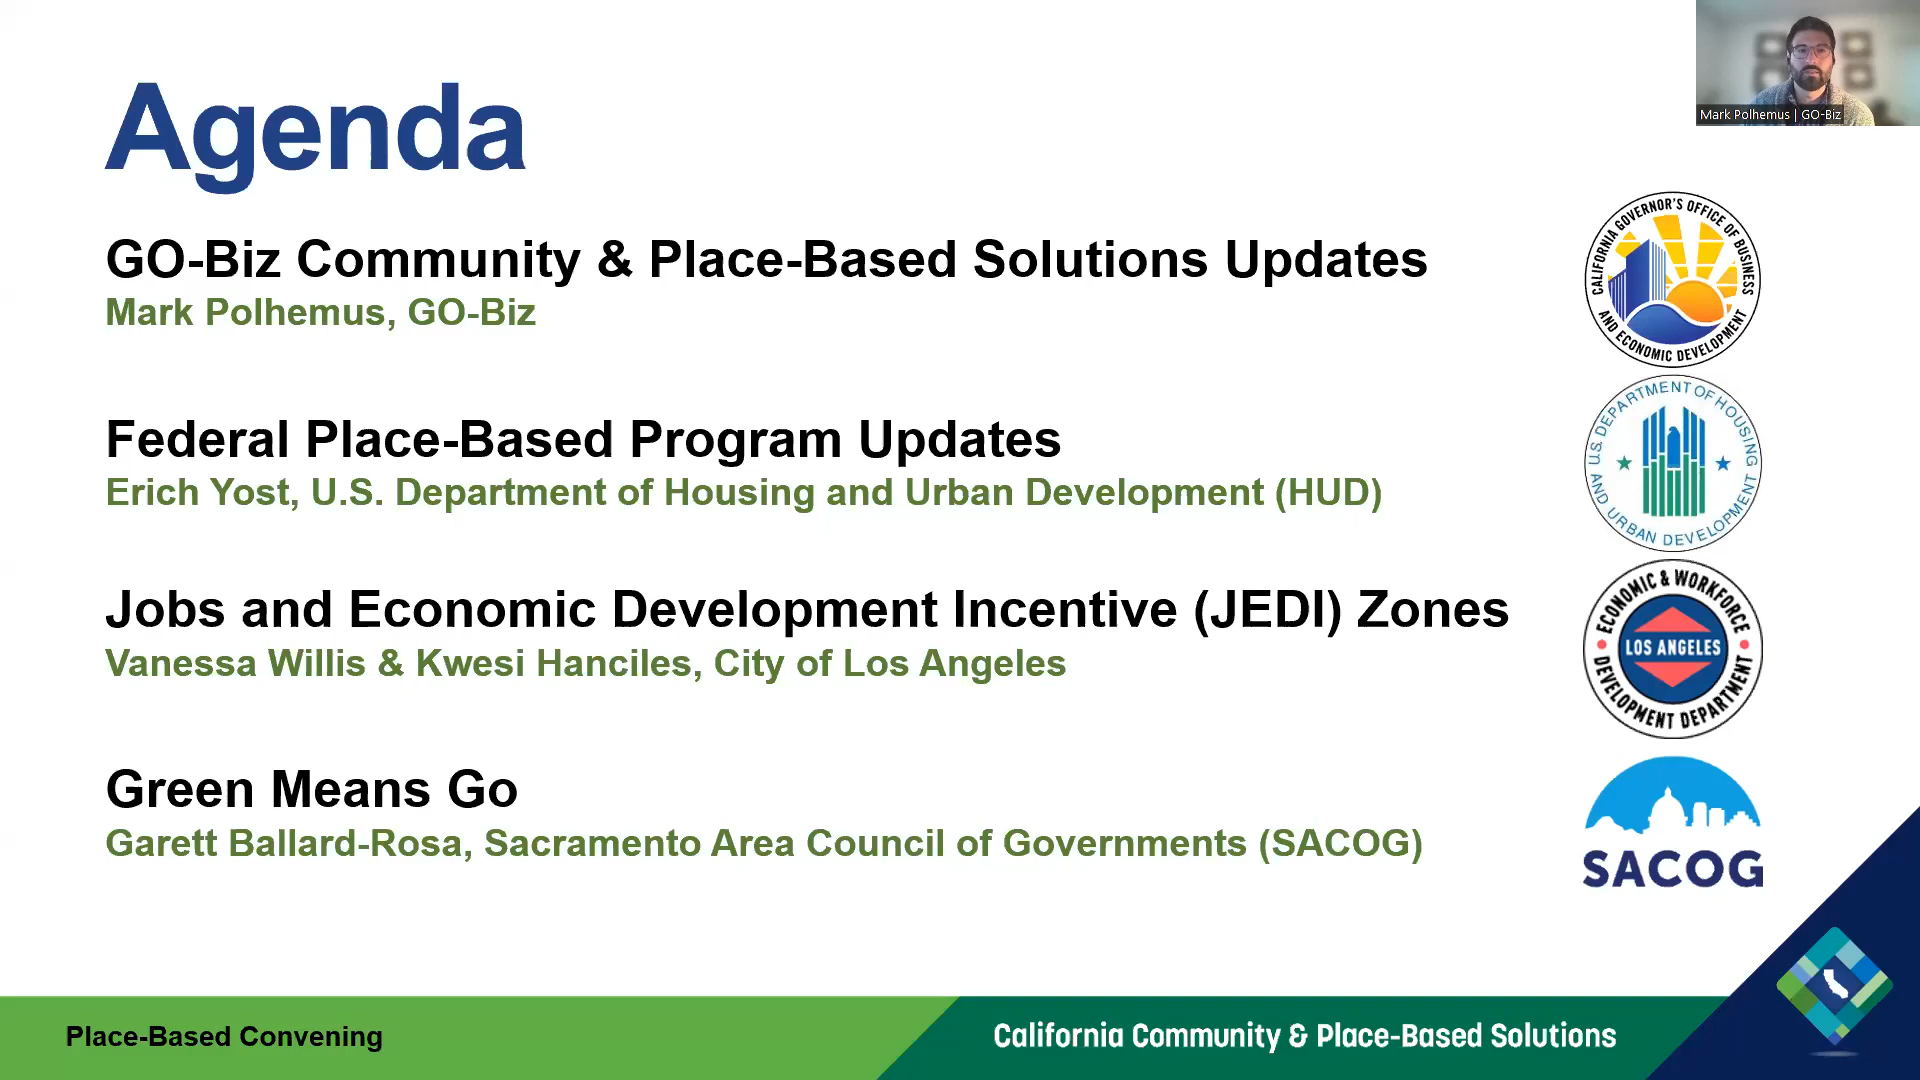 Agenda
Mark Polhemus | GO-Biz
GO-Biz Community & Place-Based Solutions Updates
Mark Polhemus, GO-Biz
CALIFORNIA GOVERNOR'S OFFICE OF BUSINESS
AND ECONOMIC DEVELOPMENT
Federal Place-Based Program Updates
Erich Yost, U.S. Department of Housing and Urban Development (HUD)
U.S. DEPARTMENT OF HOUSING
AND URBAN DEVELOPMENT
Jobs and Economic Development Incentive (JEDI) Zones
Vanessa Willis & Kwesi Hanciles, City of Los Angeles
ECONOMIC & WORKFORCE
LOS ANGELES
DEVELOPMENT DEPARTMENT
Green Means Go
Garett Ballard-Rosa, Sacramento Area Council of Governments (SACOG)
SACOG
Place-Based Convening
California Community & Place-Based Solutions